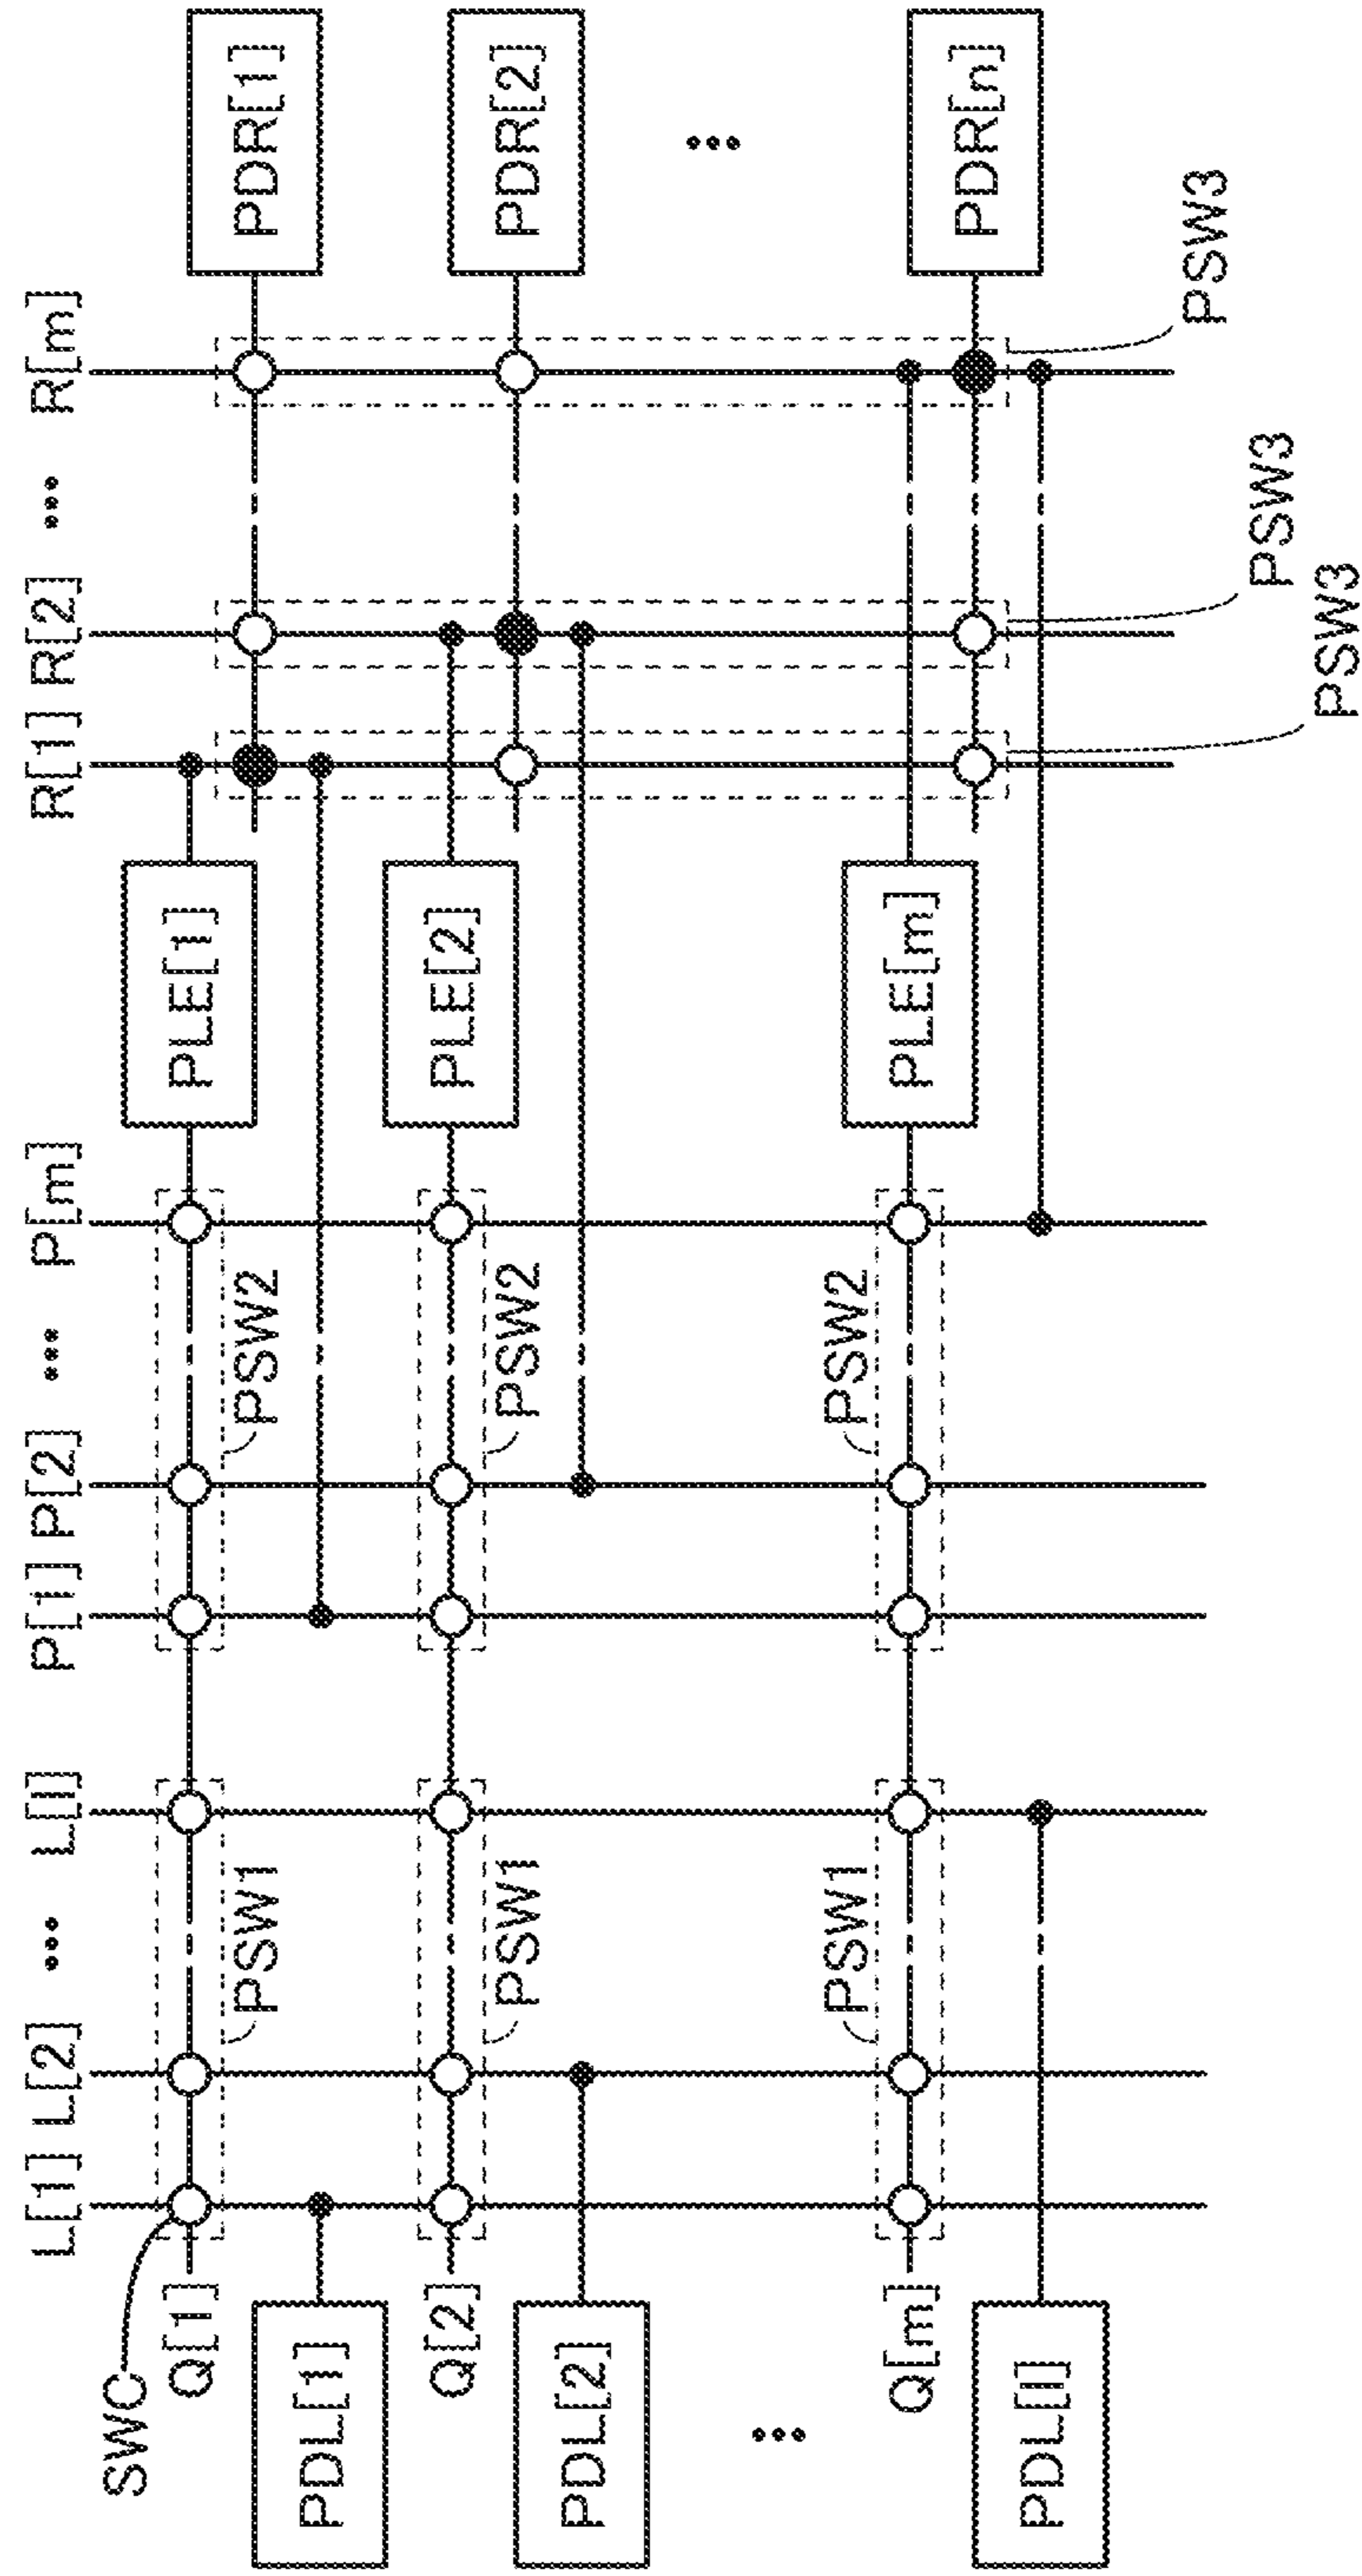 L[1] L[2] ••• L[l] P[1] P[2] ••• P[m] R[1] R[2] ••• R[m]
SWC
Q[1] PLE[1]
PSW1 PSW2 PDR[1]
PDL[1]
Q[2] PLE[2]
PSW1 PSW2 PDR[2]
PDL[2]
•••
•••
PSW1 PSW2
Q[m] PLE[m]
PDR[n]
PDL[l]
PSW3
PSW3
PSW3